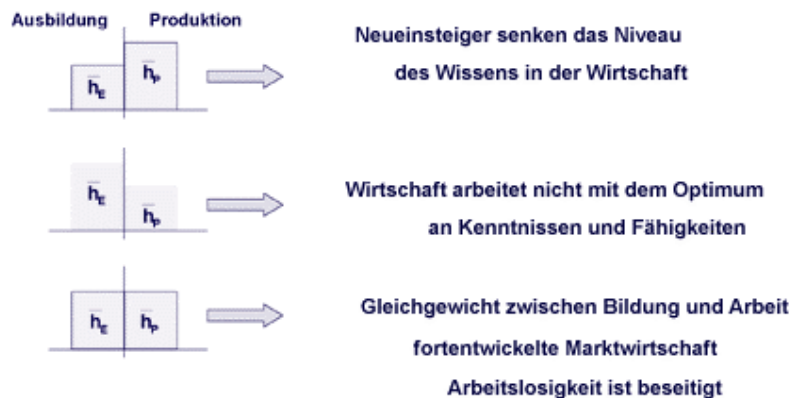 Ausbildung Produktion
h̅E h̅P
Neueinsteiger senken das Niveau
des Wissens in der Wirtschaft
h̅E h̅P
Wirtschaft arbeitet nicht mit dem Optimum
an Kenntnissen und Fähigkeiten
h̅E h̅P
Gleichgewicht zwischen Bildung und Arbeit
fortentwickelte Marktwirtschaft
Arbeitslosigkeit ist beseitigt